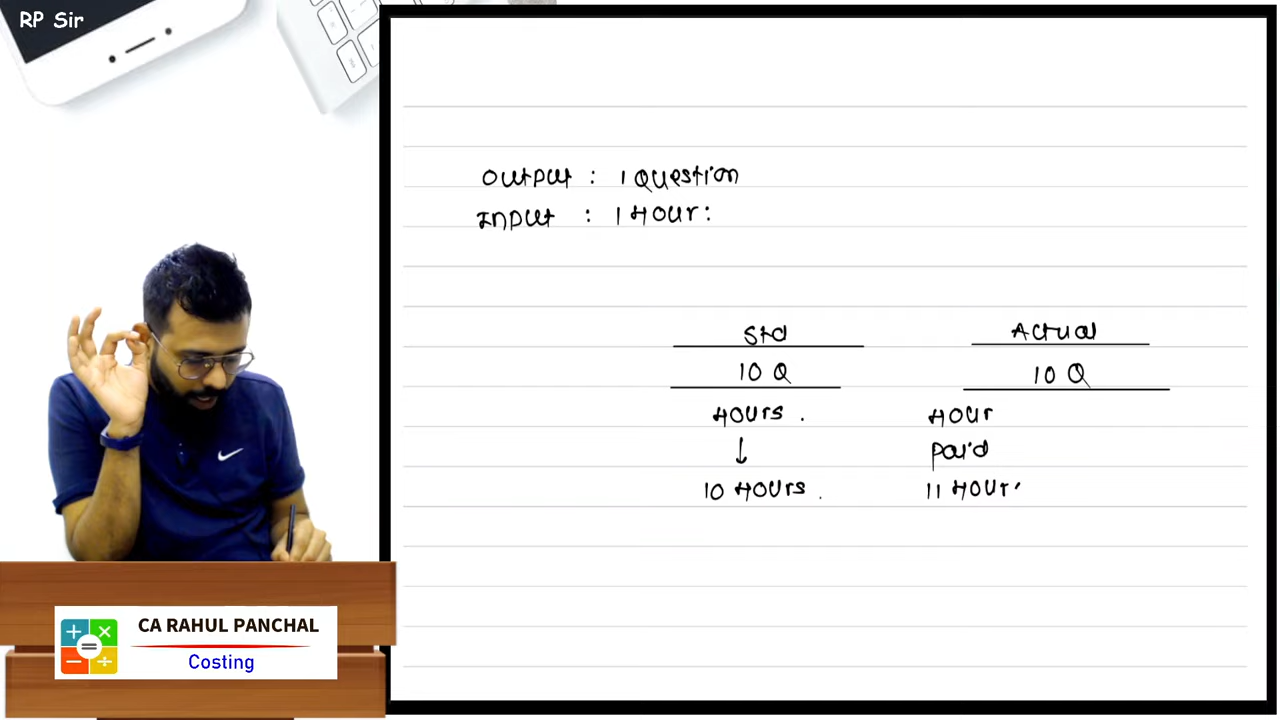 RP Sir
Output : 1 Question
Input : 1 Hour :
Std Actual
10 Q 10 Q
Hours . Hour
↓ paid
10 Hours . 11 Hour.
CA RAHUL PANCHAL
Costing